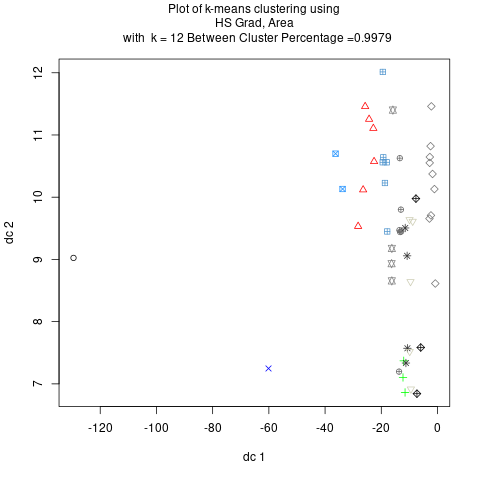 Plot of k-means clustering using
HS Grad, Area
with k = 12 Between Cluster Percentage =0.9979
12
11
10
9
8
7
dc 2
-120 -100 -80 -60 -40 -20 0
dc 1